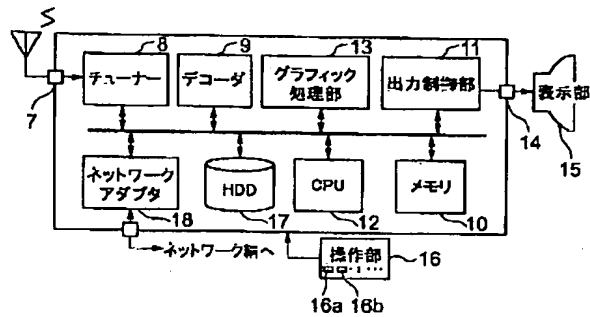 S
8
9
13
11
7
チューナー
デコーダ
グラフィック
処理部
出力制御部
表示部
14
15
ネットワーク
アダプタ
HDD
CPU
メモリ
18
17
12
10
ネットワーク網へ
操作部
16
16a 16b